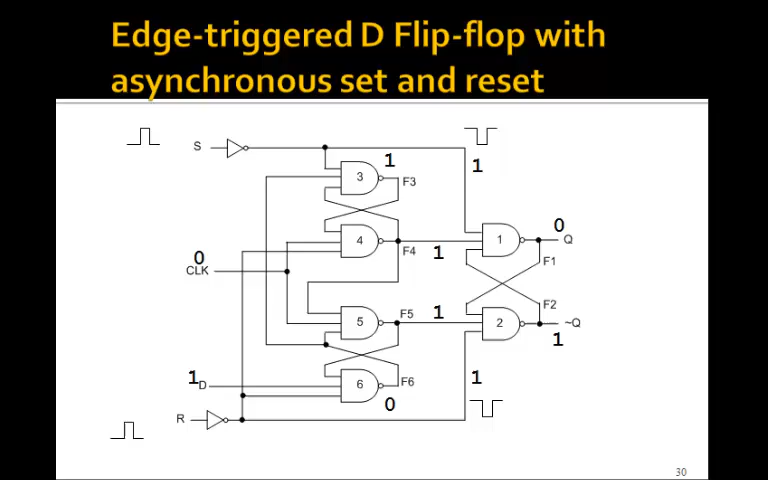 Edge-triggered D Flip-flop with
asynchronous set and reset
S
3
1
F3
1
0
Q
1
F1
4
F4
1
0
CLK
5
F5
1
2
F2
~Q
1
1
D
6
F6
0
1
R
30